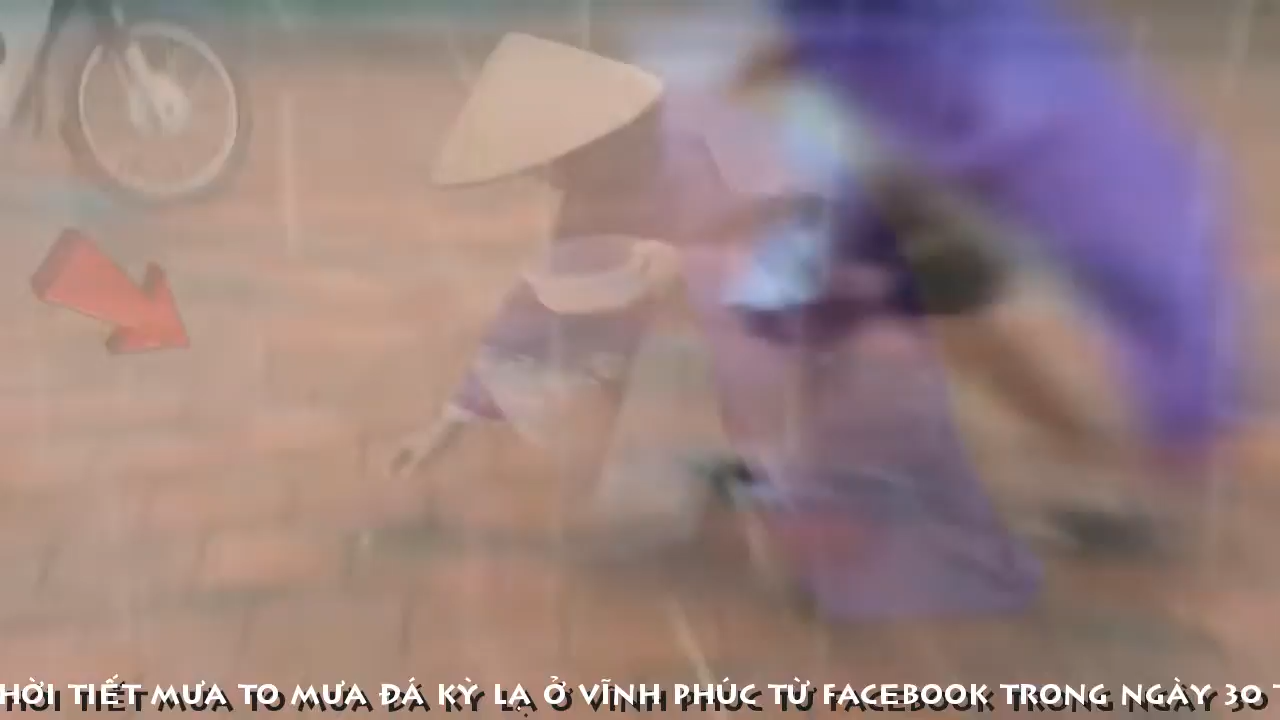 HỜI TIẾT MƯA TO MƯA ĐÁ KỲ LẠ Ở VĨNH PHÚC TỪ FACEBOOK TRONG NGÀY 30 T